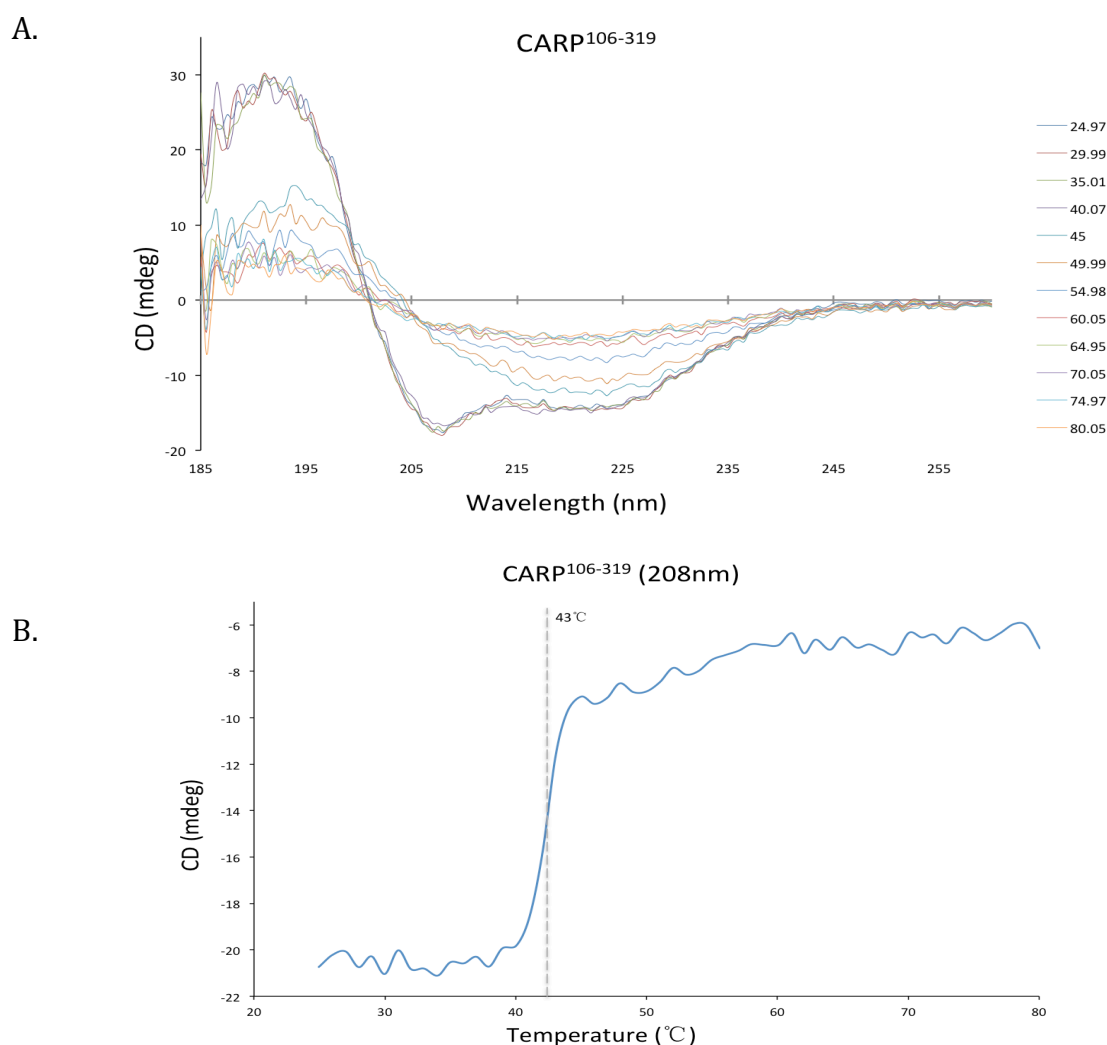 A.
CARP106-319
30
20
10
0
-10
-20
CD (mdeg)
185 195 205 215 225 235 245 255
Wavelength (nm)
24.97
29.99
35.01
40.07
45
49.99
54.98
60.05
64.95
70.05
74.97
80.05
B.
CARP106-319 (208nm)
43℃
-6
-8
-10
-12
-14
-16
-18
-20
-22
CD (mdeg)
20 30 40 50 60 70 80
Temperature (℃)